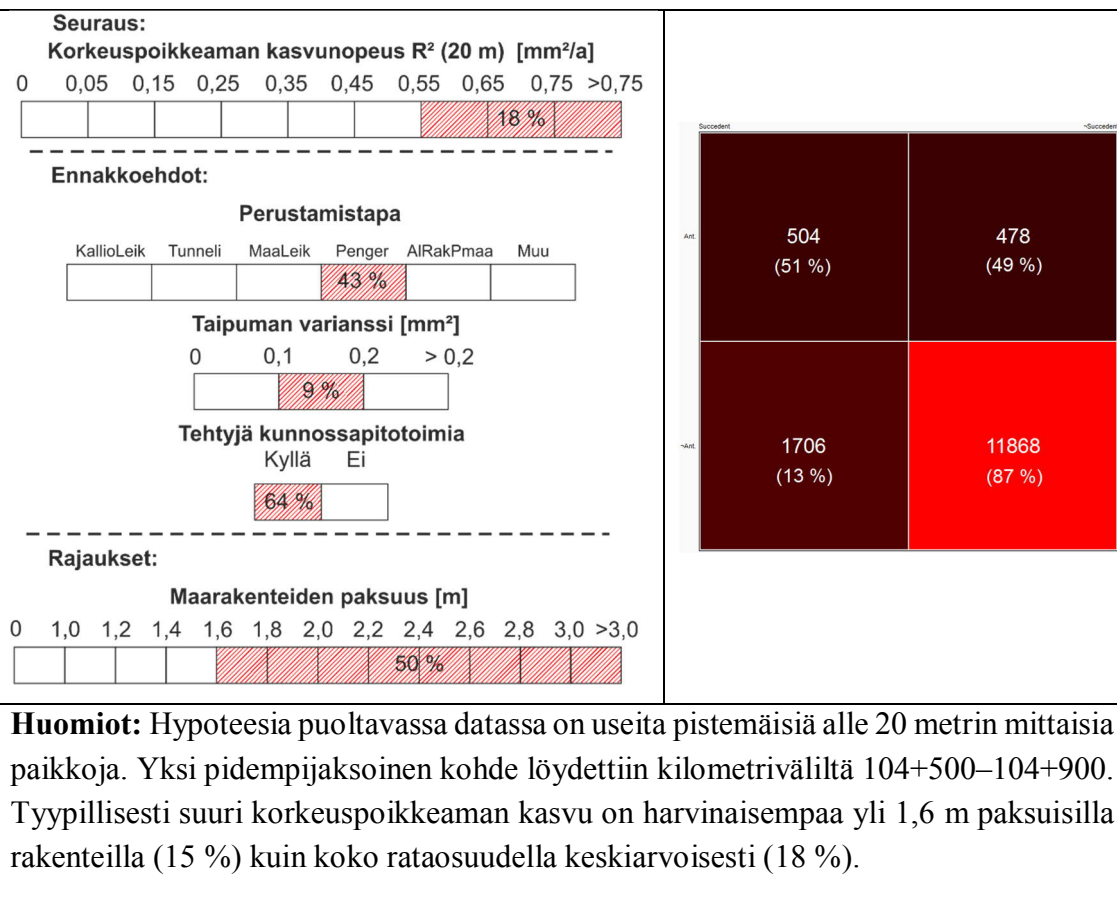 Seuraus:
Korkeuspoikkeaman kasvunopeus R² (20 m) [mm²/a]
0 0,05 0,15 0,25 0,35 0,45 0,55 0,65 0,75 >0,75
18 %
Ennakkoehdot:
Perustamistapa
KallioLeik Tunneli MaaLeik Penger AlRakPmaa Muu
43 %
Taipuman varianssi [mm²]
0 0,1 0,2 > 0,2
9 %
Tehtyjä kunnossapitotoimia
Kyllä Ei
64 %
Rajaukset:
Maarakenteiden paksuus [m]
0 1,0 1,2 1,4 1,6 1,8 2,0 2,2 2,4 2,6 2,8 3,0 >3,0
50 %
Succedent ¬Succedent
Ant. 504 478
(51 %) (49 %)
¬Ant. 1706 11868
(13 %) (87 %)
Huomiot: Hypoteesia puoltavassa datassa on useita pistemäisiä alle 20 metrin mittaisia
paikkoja. Yksi pidempijaksoinen kohde löydettiin kilometriväliltä 104+500–104+900.
Tyypillisesti suuri korkeuspoikkeaman kasvu on harvinaisempaa yli 1,6 m paksuisilla
rakenteilla (15 %) kuin koko rataosuudella keskiarvoisesti (18 %).